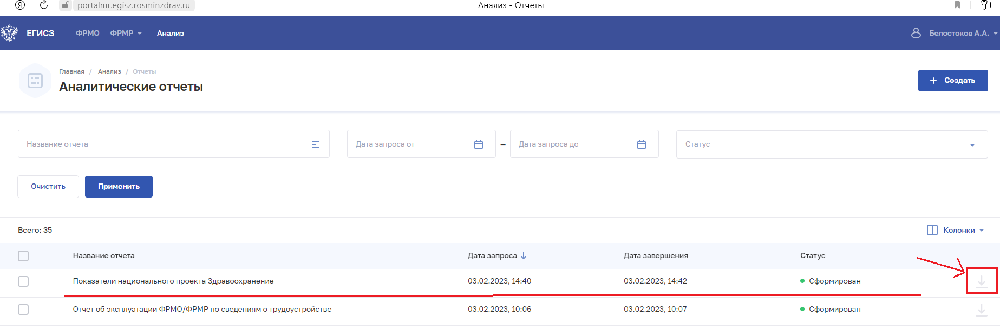 Я portalmr.egisz.rosminzdrav.ru Анализ - Отчеты
ЕГИСЗ ФРМО ФРМР Анализ Белостоков А.А.
Главная / Анализ / Отчеты
Аналитические отчеты
+ Создать
Название отчета Дата запроса от – Дата запроса до Статус
Очистить Применить
Всего: 35 Колонки
Название отчета Дата запроса Дата завершения Статус
Показатели национального проекта Здравоохранение 03.02.2023, 14:40 03.02.2023, 14:42 Сформирован
Отчет об эксплуатации ФРМО/ФРМР по сведениям о трудоустройстве 03.02.2023, 10:06 03.02.2023, 10:07 Сформирован